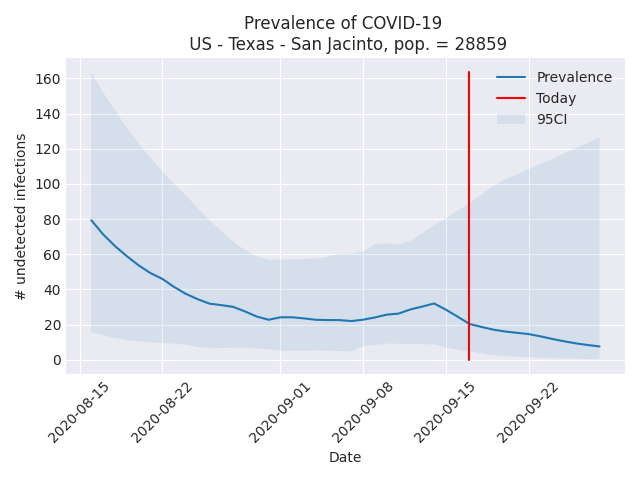 Prevalence of COVID-19
US - Texas - San Jacinto, pop. = 28859
# undetected infections
160
140
120
100
80
60
40
20
0
Prevalence
Today
95CI
2020-08-15
2020-08-22
2020-09-01
2020-09-08
2020-09-15
2020-09-22
Date